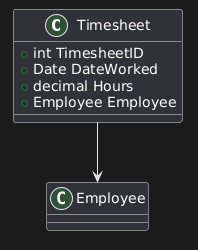 C Timesheet
int TimesheetID
Date DateWorked
decimal Hours
Employee Employee
C Employee